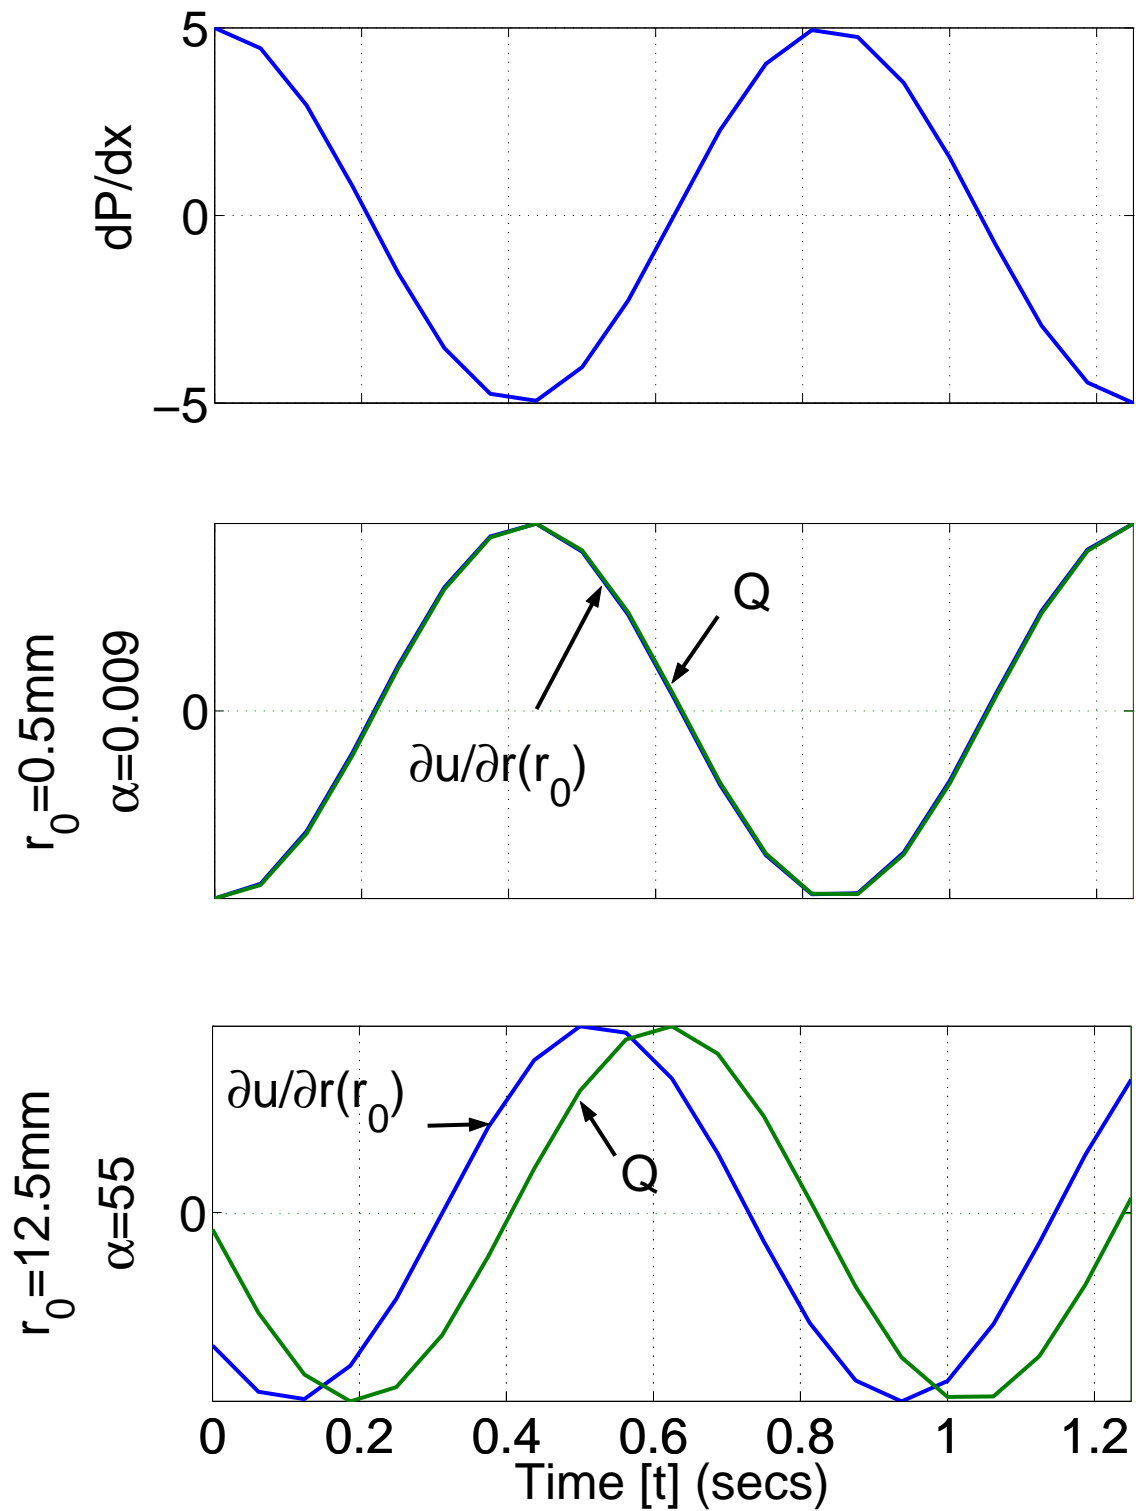 5
0
−5
dP/dx
0
r₀=0.5mm
α=0.009
Q
∂u/∂r(r₀)
0
r₀=12.5mm
α=55
∂u/∂r(r₀)
Q
0 0.2 0.4 0.6 0.8 1 1.2
Time [t] (secs)